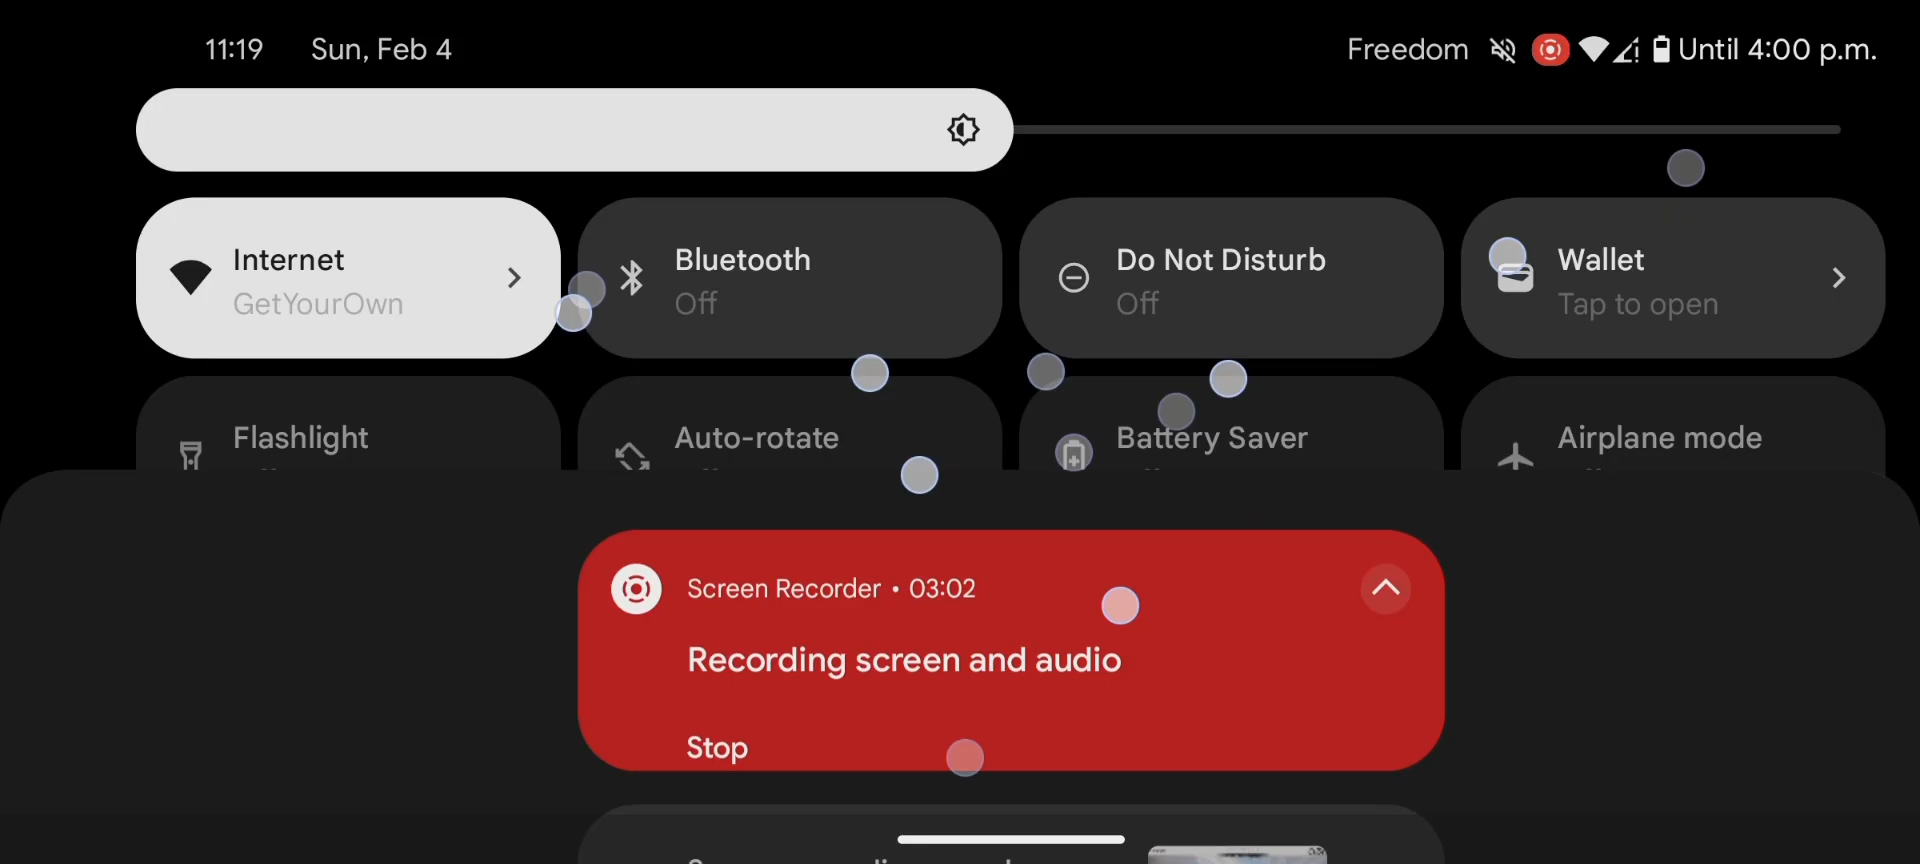 11:19 Sun, Feb 4 Freedom Until 4:00 p.m.
Internet
GetYourOwn
Bluetooth
Off
Do Not Disturb
Off
Wallet
Tap to open
Flashlight
Auto-rotate
Battery Saver
Airplane mode
Screen Recorder • 03:02
Recording screen and audio
Stop